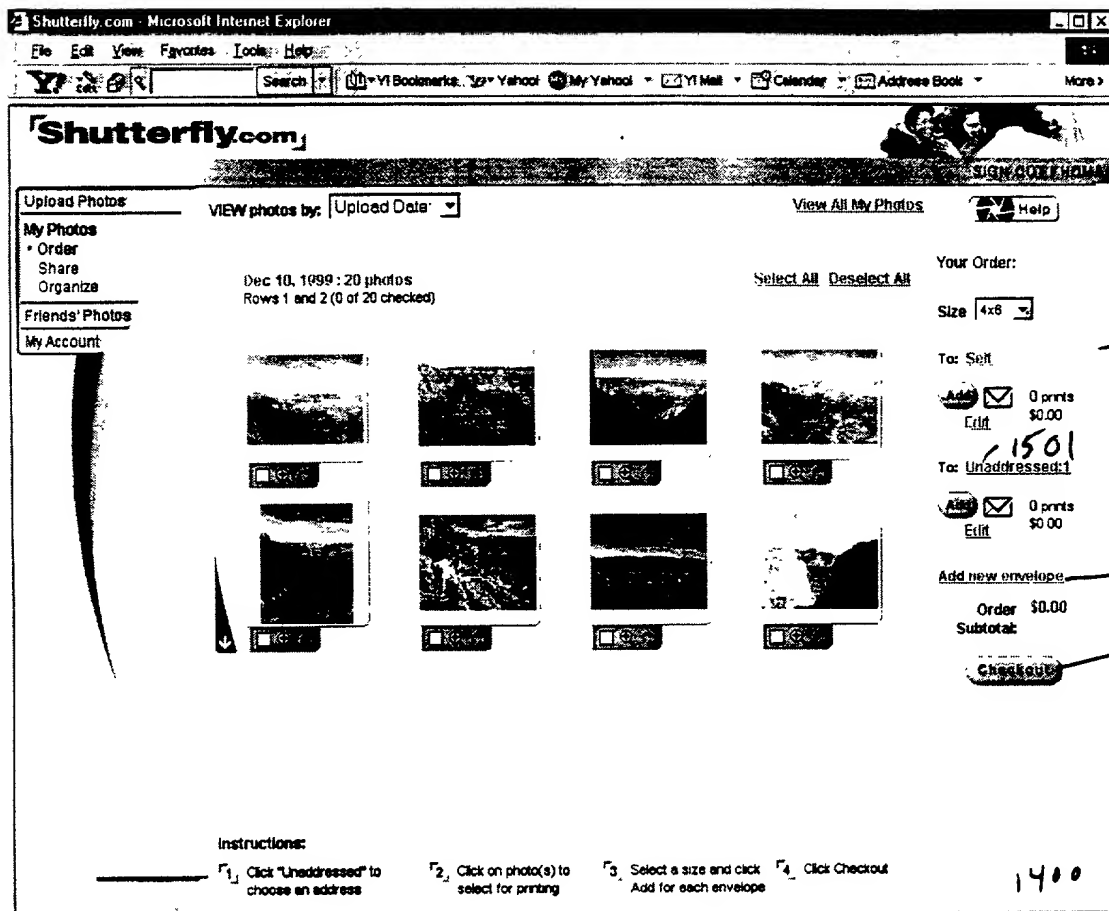 Shutterfly.com - Microsoft Internet Explorer
File Edit View Favorites Tools Help
Y! Search Y! Bookmarks Yahoo! My Yahoo! Y! Mail Calendar Address Book More >
Shutterfly.com
SIGN OUT HOME
Upload Photos
My Photos
• Order
Share
Organize
Friends' Photos
My Account
VIEW photos by: Upload Date
View All My Photos
Help
Dec 10, 1999 : 20 photos
Rows 1 and 2 (0 of 20 checked)
Select All Deselect All
Your Order:
Size 4x6
To: Self
Add 0 prints
$0.00
Edit
1501
To: Unaddressed:1
Add 0 prints
$0.00
Edit
Add new envelope
Order $0.00
Subtotal:
Checkout
Instructions:
1 Click "Unaddressed" to
choose an address
2 Click on photo(s) to
select for printing
3 Select a size and click
Add for each envelope
4 Click Checkout
1400